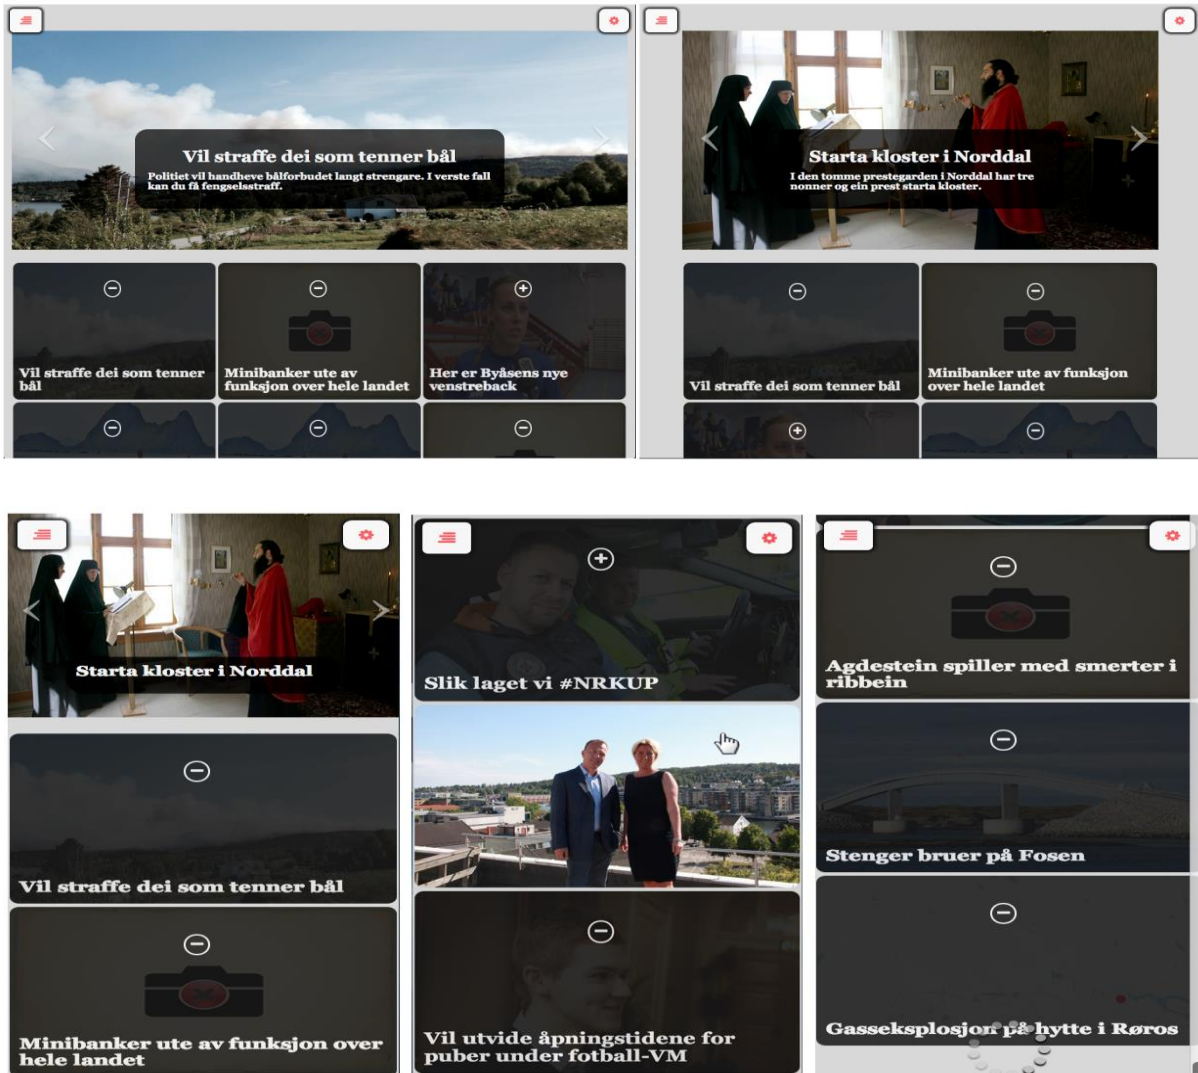 Vil straffe dei som tenner bål
Politiet vil handheve bålforbudet langt strengare. I verste fall
kan du få fengselsstraff.
Vil straffe dei som tenner
bål
Minibanker ute av
funksjon over hele landet
Her er Byåsens nye
venstreback
Starta kloster i Norddal
I den tomme prestegarden i Norddal har tre
nonner og ein prest starta kloster.
Vil straffe dei som tenner bål
Minibanker ute av funksjon
over hele landet
Starta kloster i Norddal
Vil straffe dei som tenner bål
Minibanker ute av funksjon over
hele landet
Slik laget vi #NRKUP
Vil utvide åpningstidene for
puber under fotball-VM
Agdestein spiller med smerter i
ribbein
Stenger bruer på Fosen
Gasseksplosjon på hytte i Røros